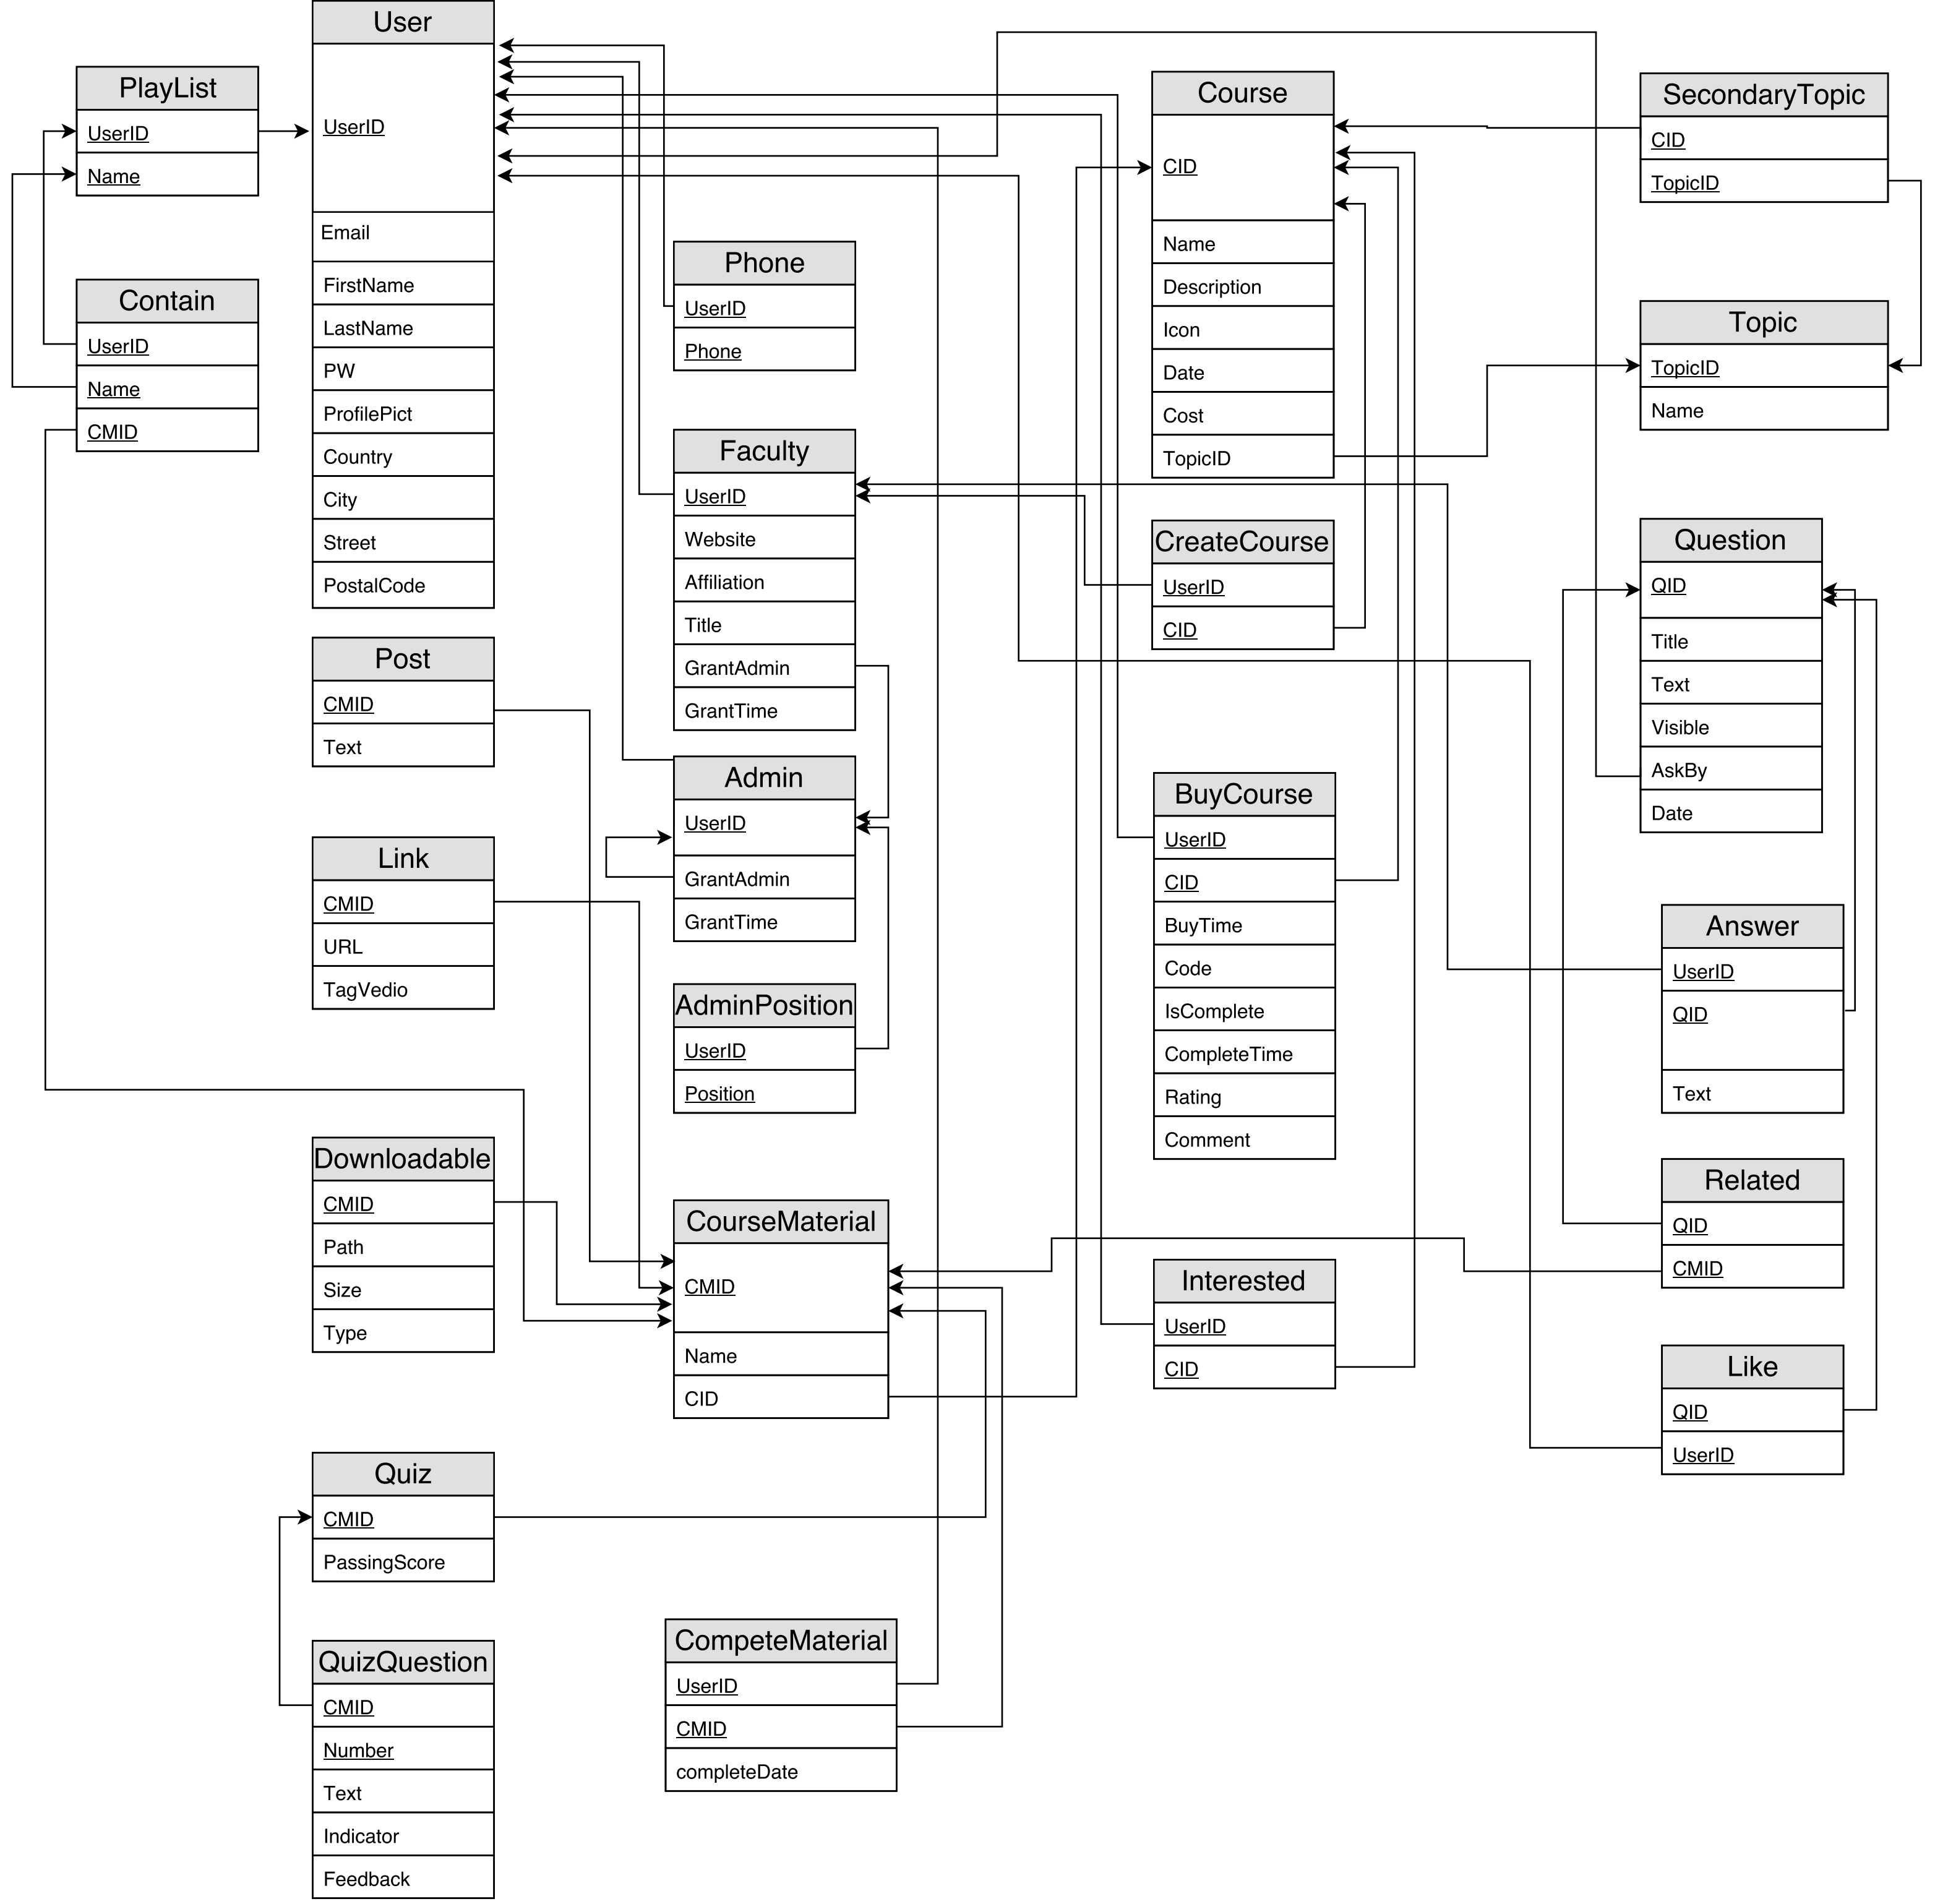 User
UserID
Email
FirstName
LastName
PW
ProfilePict
Country
City
Street
PostalCode
PlayList
UserID
Name
Contain
UserID
Name
CMID
Post
CMID
Text
Link
CMID
URL
TagVedio
Downloadable
CMID
Path
Size
Type
Quiz
CMID
PassingScore
QuizQuestion
CMID
Number
Text
Indicator
Feedback
Phone
UserID
Phone
Faculty
UserID
Website
Affiliation
Title
GrantAdmin
GrantTime
Admin
UserID
GrantAdmin
GrantTime
AdminPosition
UserID
Position
CourseMaterial
CMID
Name
CID
CompeteMaterial
UserID
CMID
completeDate
Course
CID
Name
Description
Icon
Date
Cost
TopicID
CreateCourse
UserID
CID
BuyCourse
UserID
CID
BuyTime
Code
IsComplete
CompleteTime
Rating
Comment
Interested
UserID
CID
SecondaryTopic
CID
TopicID
Topic
TopicID
Name
Question
QID
Title
Text
Visible
AskBy
Date
Answer
UserID
QID
Text
Related
QID
CMID
Like
QID
UserID